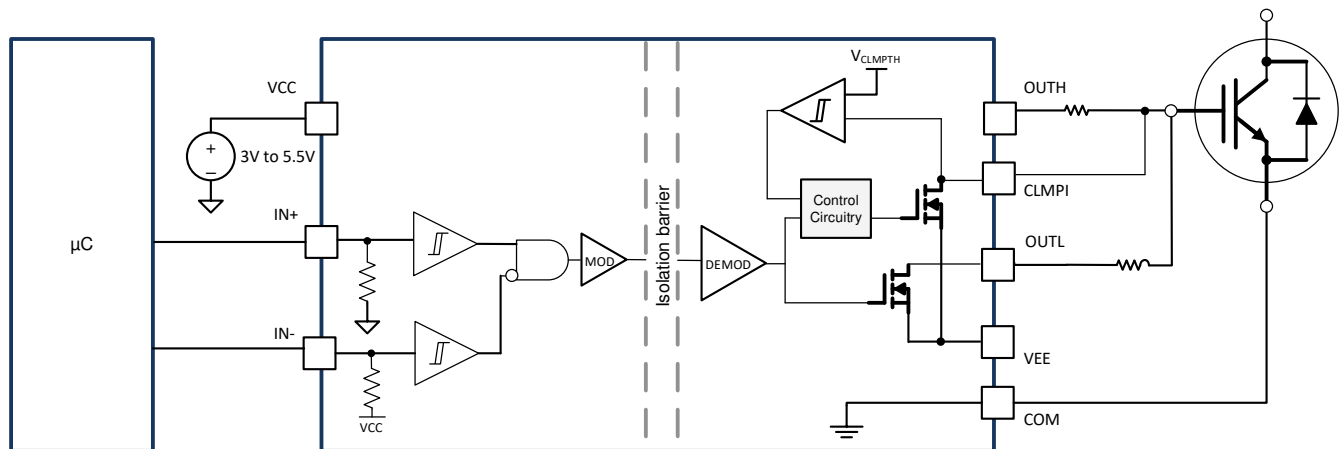 µC
VCC
+
−
3V to 5.5V
IN+
IN-
VCC
MOD
Isolation barrier
DEMOD
VCLMPTH
Control
Circuitry
OUTH
CLMPI
OUTL
VEE
COM